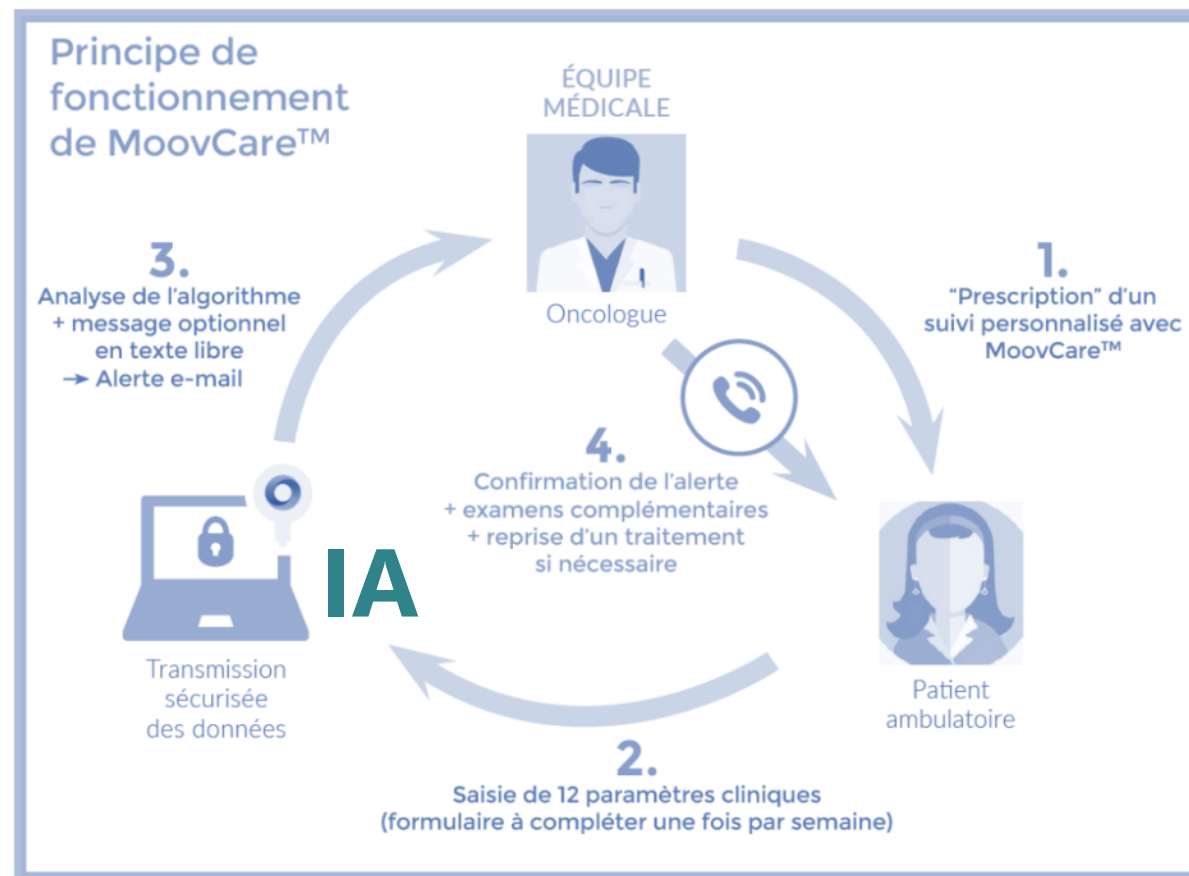 Principe de
fonctionnement
de MoovCare™
ÉQUIPE
MÉDICALE
Oncologue
1.
“Prescription” d’un
suivi personnalisé avec
MoovCare™
3.
Analyse de l’algorithme
+ message optionnel
en texte libre
→ Alerte e-mail
4.
Confirmation de l’alerte
+ examens complémentaires
+ reprise d’un traitement
si nécessaire
IA
Transmission
sécurisée
des données
Patient
ambulatoire
2.
Saisie de 12 paramètres cliniques
(formulaire à compléter une fois par semaine)